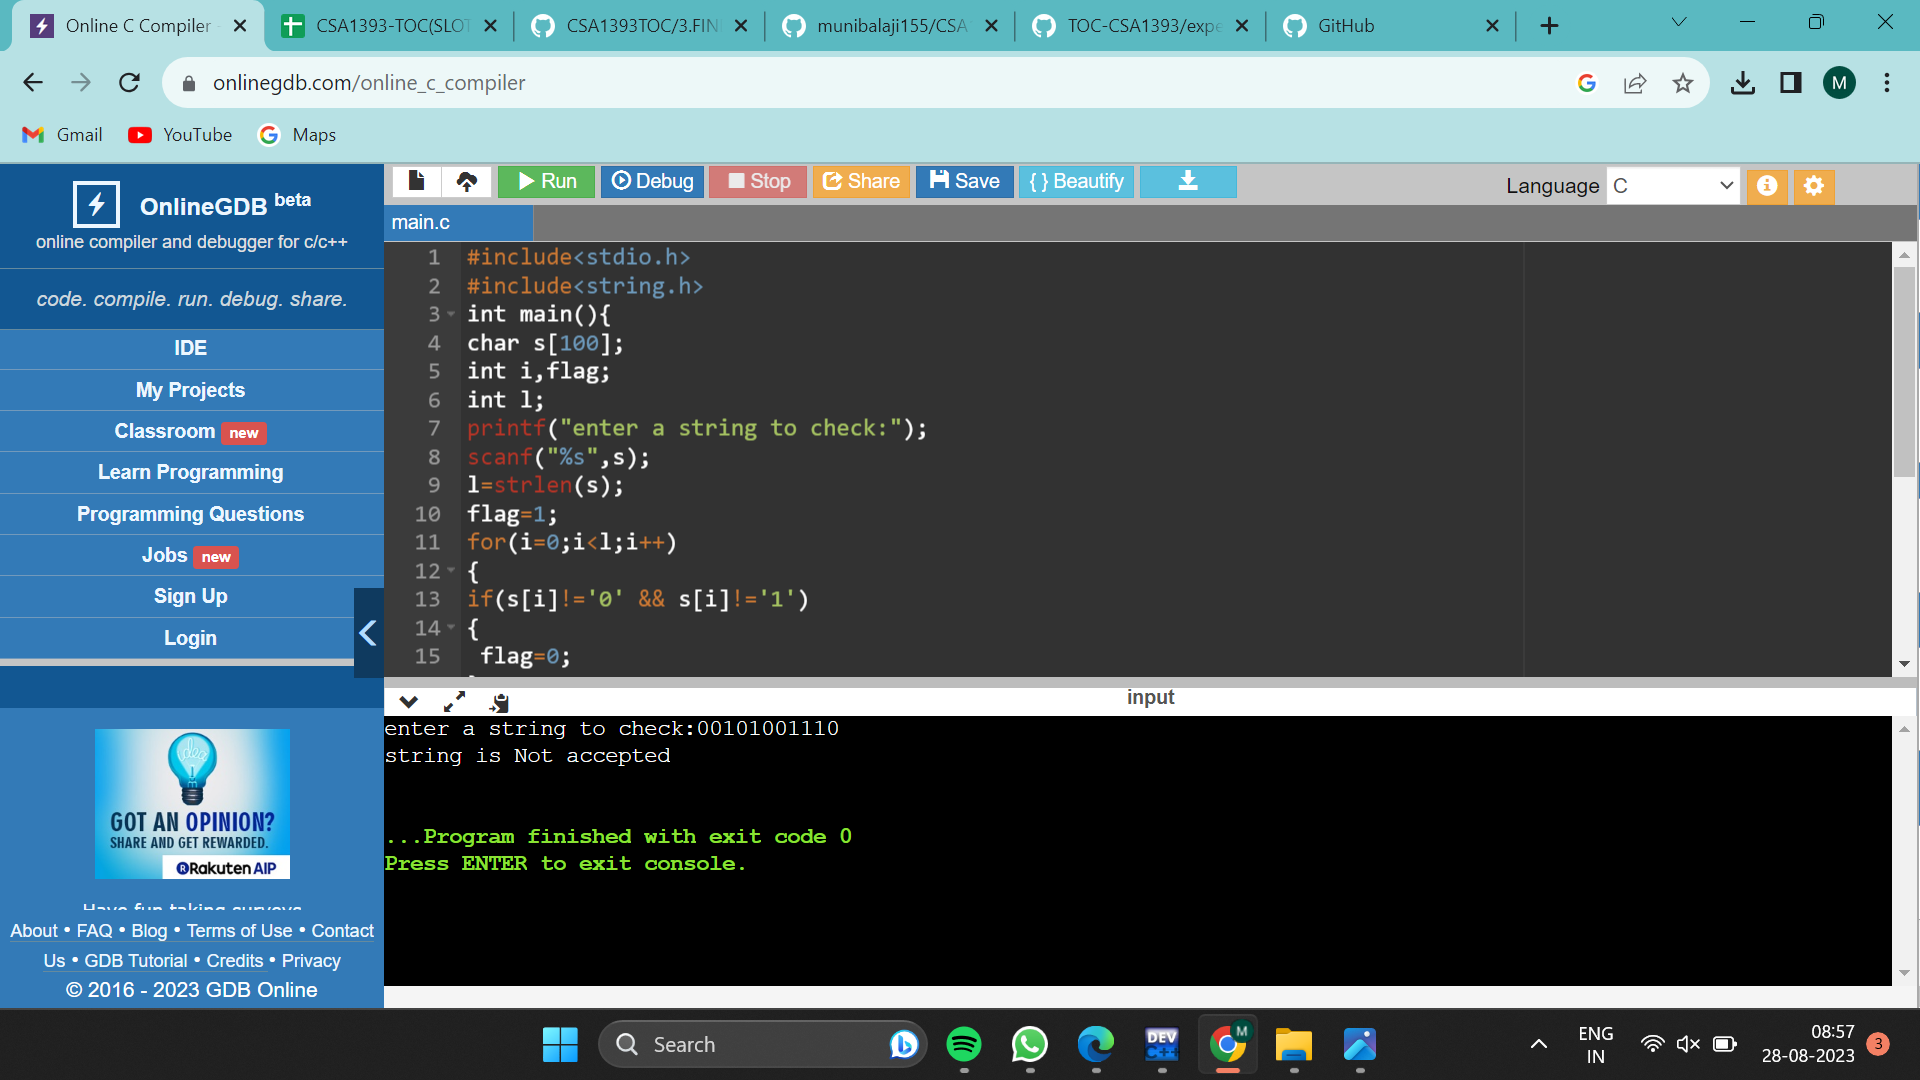 Online C Compiler
CSA1393-TOC(SLOT
CSA1393TOC/3.FIN
munibalaji155/CSA
TOC-CSA1393/expe
GitHub
onlinegdb.com/online_c_compiler
M
Gmail
YouTube
Maps
OnlineGDB beta
online compiler and debugger for c/c++
code. compile. run. debug. share.
IDE
My Projects
Classroom new
Learn Programming
Programming Questions
Jobs new
Sign Up
Login
GOT AN OPINION?
SHARE AND GET REWARDED.
Rakuten AIP
Have fun taking surveys
About • FAQ • Blog • Terms of Use • Contact
Us • GDB Tutorial • Credits • Privacy
© 2016 - 2023 GDB Online
Run
Debug
Stop
Share
Save
{ } Beautify
Language C
main.c
1 #include<stdio.h>
2 #include<string.h>
3 int main(){
4 char s[100];
5 int i,flag;
6 int l;
7 printf("enter a string to check:");
8 scanf("%s",s);
9 l=strlen(s);
10 flag=1;
11 for(i=0;i<l;i++)
12 {
13 if(s[i]!='0' && s[i]!='1')
14 {
15 flag=0;
input
enter a string to check:00101001110
string is Not accepted
...Program finished with exit code 0
Press ENTER to exit console.
Search
DEV
C++
M
ENG
IN
08:57
28-08-2023
3